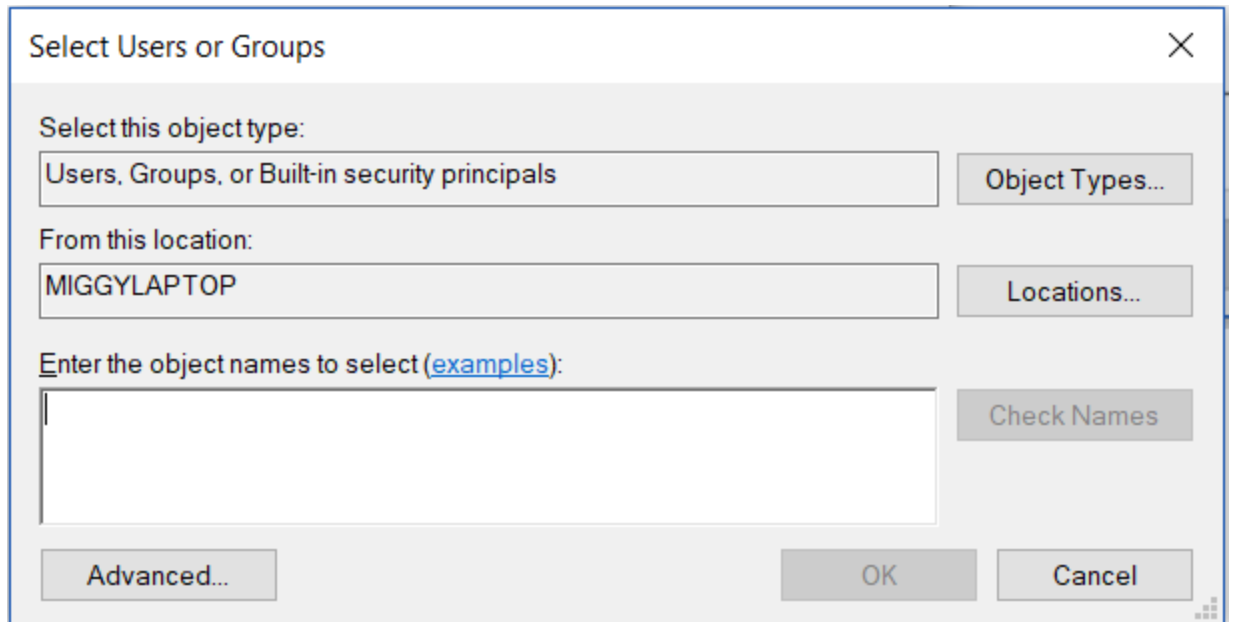 Select Users or Groups
Select this object type:
Users, Groups, or Built-in security principals
Object Types...
From this location:
MIGGYLAPTOP
Locations...
Enter the object names to select (examples):
Check Names
Advanced...
OK
Cancel